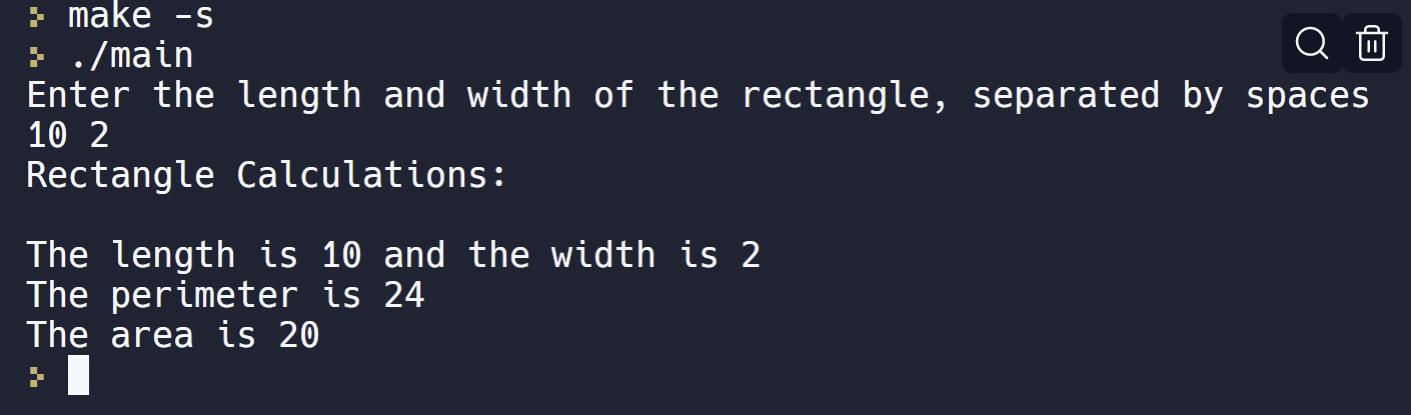 make -s
./main
Enter the length and width of the rectangle, separated by spaces
10 2
Rectangle Calculations:

The length is 10 and the width is 2
The perimeter is 24
The area is 20